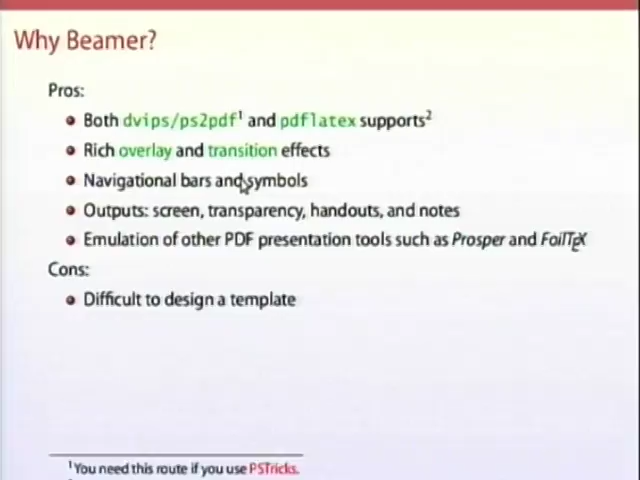 Why Beamer?
Pros:
Both dvips/ps2pdf¹ and pdflatex supports²
Rich overlay and transition effects
Navigational bars and symbols
Outputs: screen, transparency, handouts, and notes
Emulation of other PDF presentation tools such as Prosper and FoilTEX
Cons:
Difficult to design a template
¹You need this route if you use PSTricks.